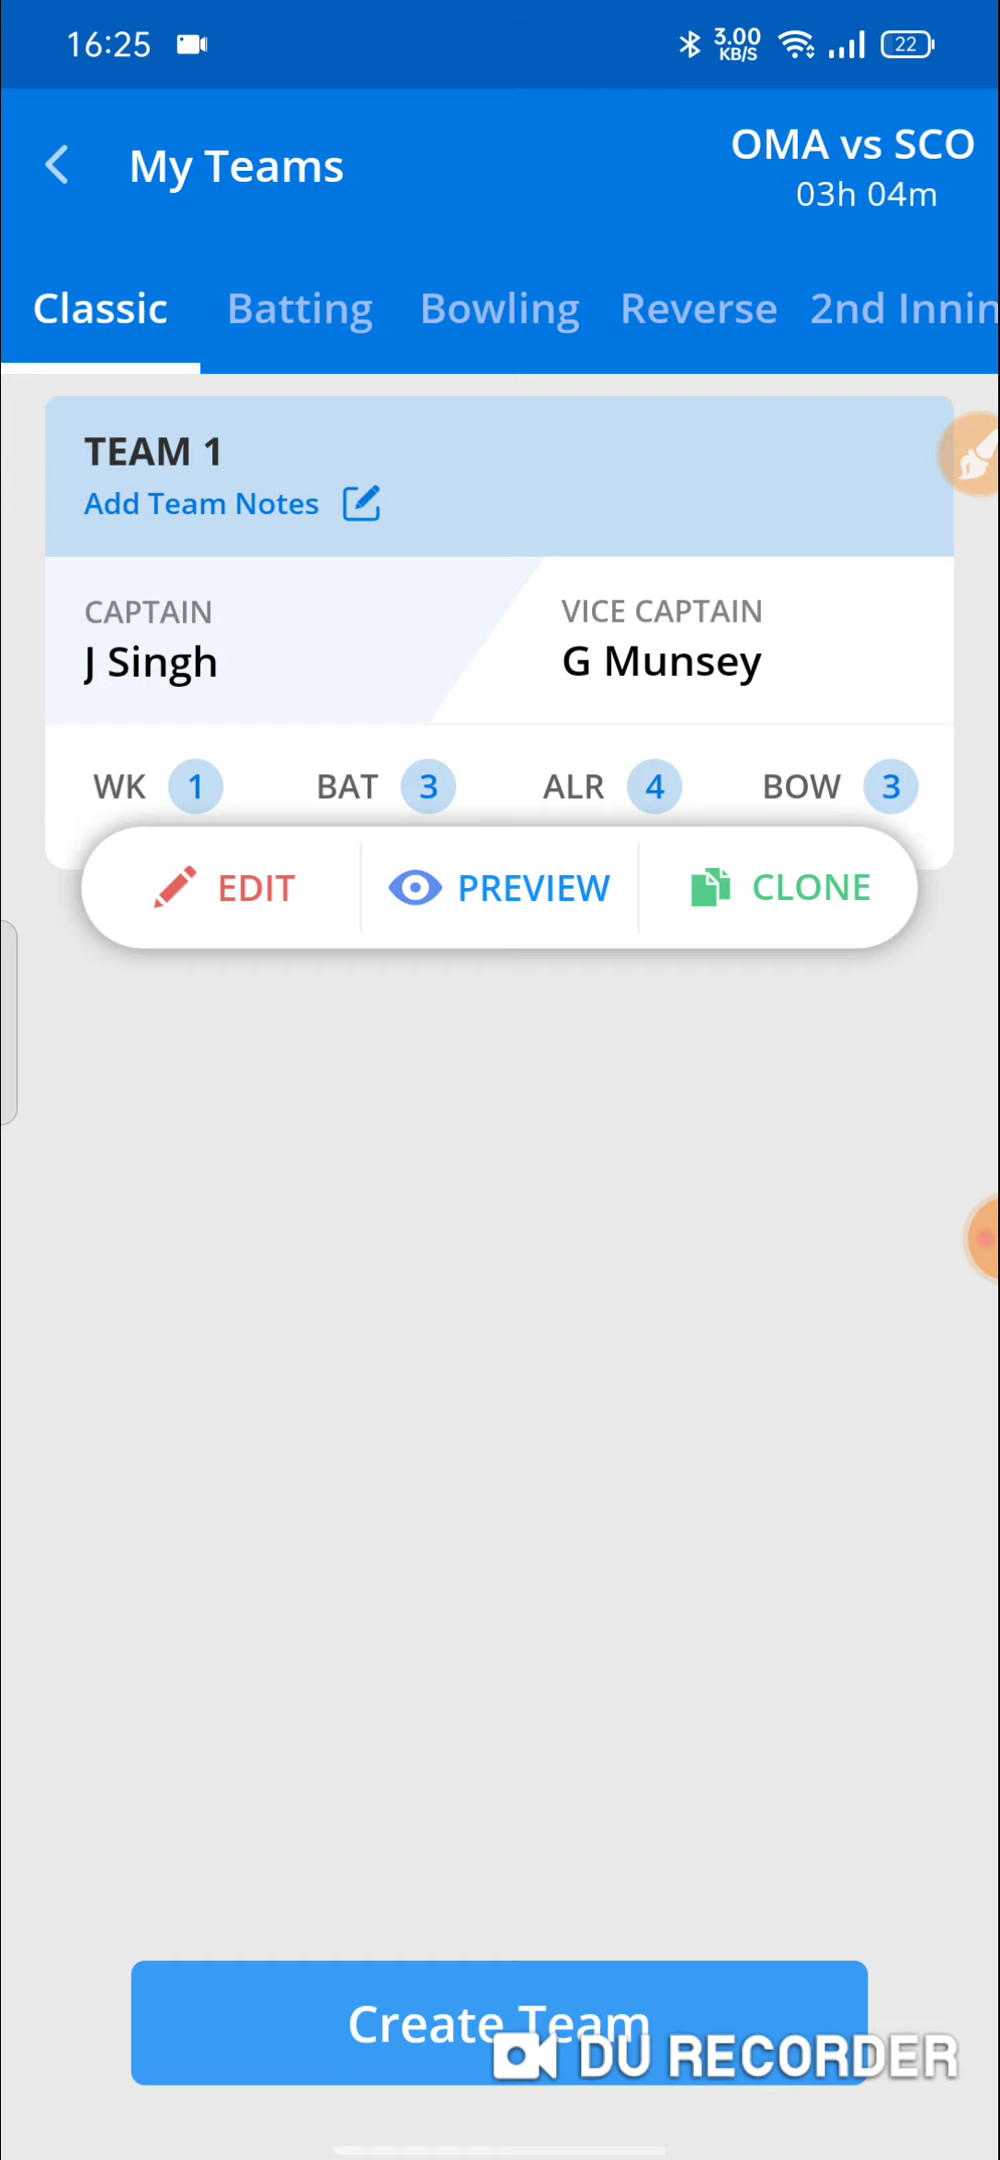 16:25
3.00
KB/S
22
My Teams
OMA vs SCO
03h 04m
Classic Batting Bowling Reverse 2nd Innin
TEAM 1
Add Team Notes
CAPTAIN VICE CAPTAIN
J Singh G Munsey
WK 1 BAT 3 ALR 4 BOW 3
EDIT PREVIEW CLONE
Create Team
DU RECORDER